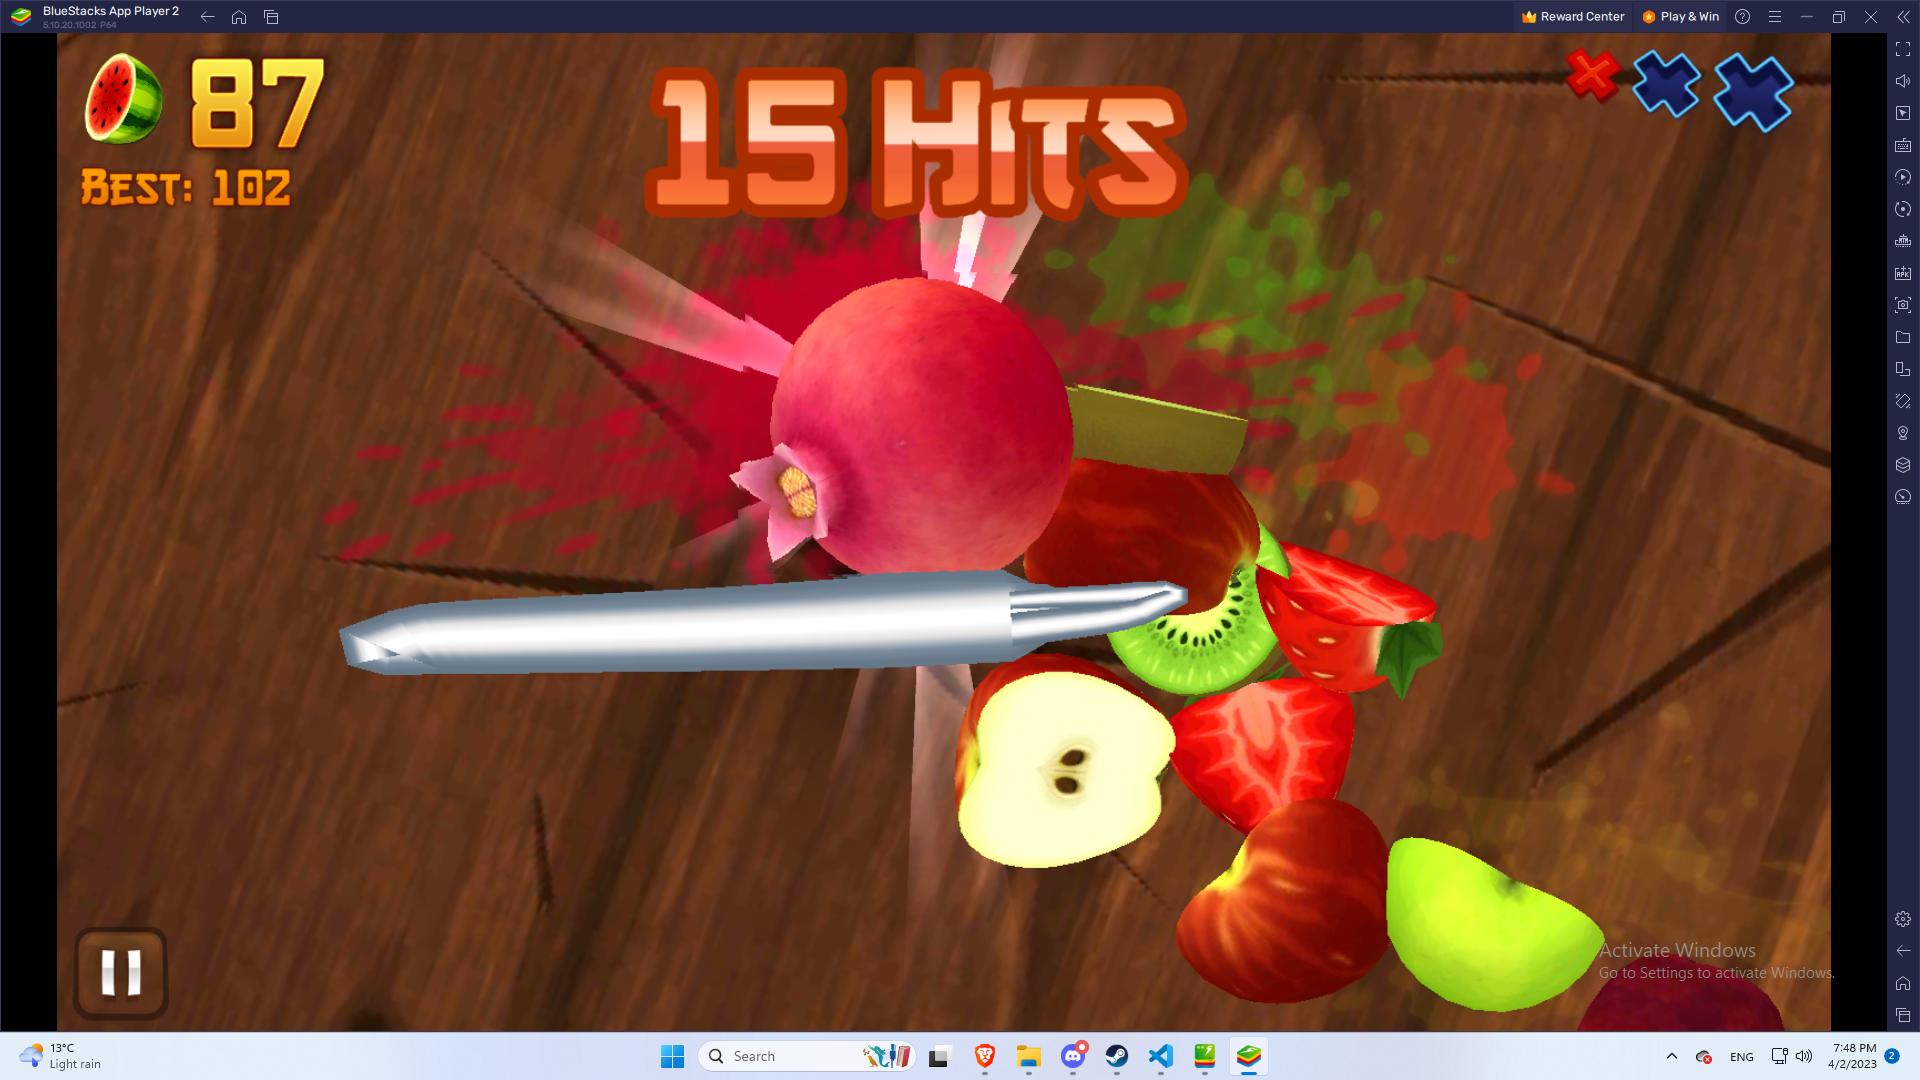 BlueStacks App Player 2
5.10.20.1002 P64
Reward Center
Play & Win
87
BEST: 102
15 HITS
Activate Windows
Go to Settings to activate Windows.
13°C
Light rain
Search
ENG
7:48 PM
4/2/2023
2